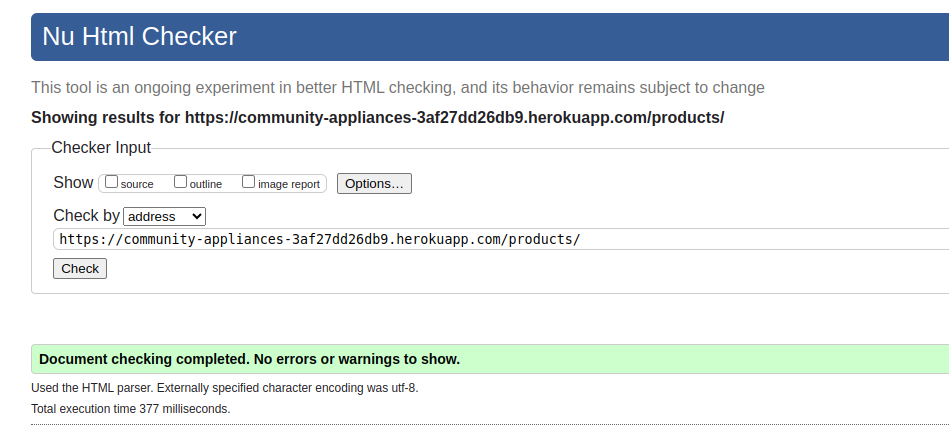 Nu Html Checker
This tool is an ongoing experiment in better HTML checking, and its behavior remains subject to change
Showing results for https://community-appliances-3af27dd26db9.herokuapp.com/products/
Checker Input
Show source outline image report Options...
Check by address
https://community-appliances-3af27dd26db9.herokuapp.com/products/
Check
Document checking completed. No errors or warnings to show.
Used the HTML parser. Externally specified character encoding was utf-8.
Total execution time 377 milliseconds.